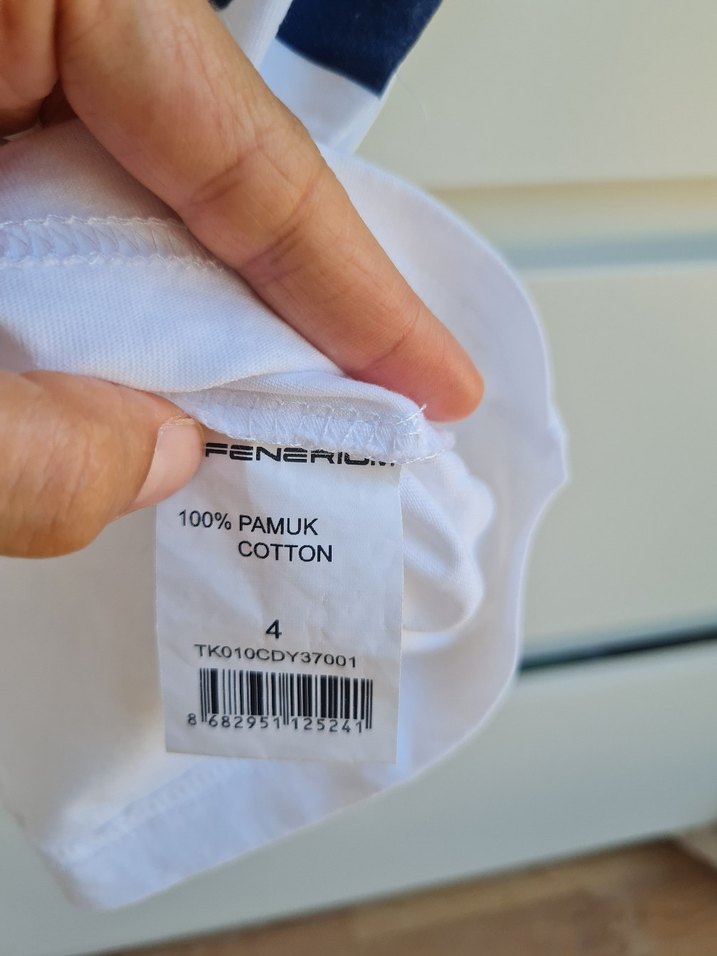 FENERIUM
100% PAMUK
COTTON
4
TK010CDY37001
8 682951 125241